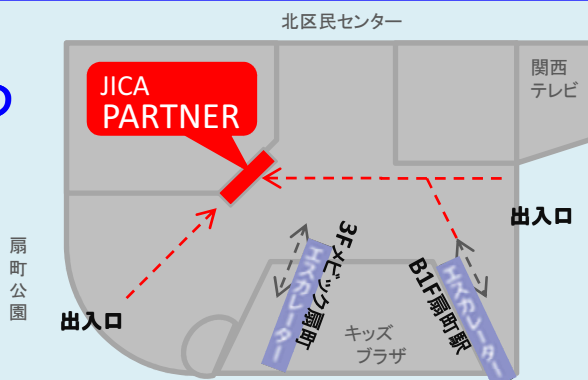 北区民センター
関西
テレビ
JICA
PARTNER
出入口
扇町公園
3Fメビック扇町
エスカレーター
B1F扇町駅
エスカレーター
出入口
キッズ
プラザ